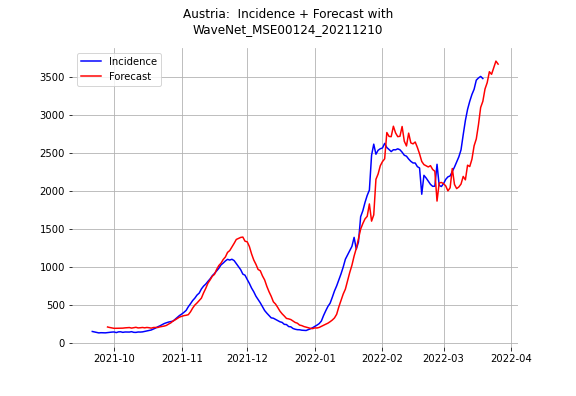 Austria:  Incidence + Forecast with
WaveNet_MSE00124_20211210
Incidence
Forecast
3500
3000
2500
2000
1500
1000
500
0
2021-10 2021-11 2021-12 2022-01 2022-02 2022-03 2022-04